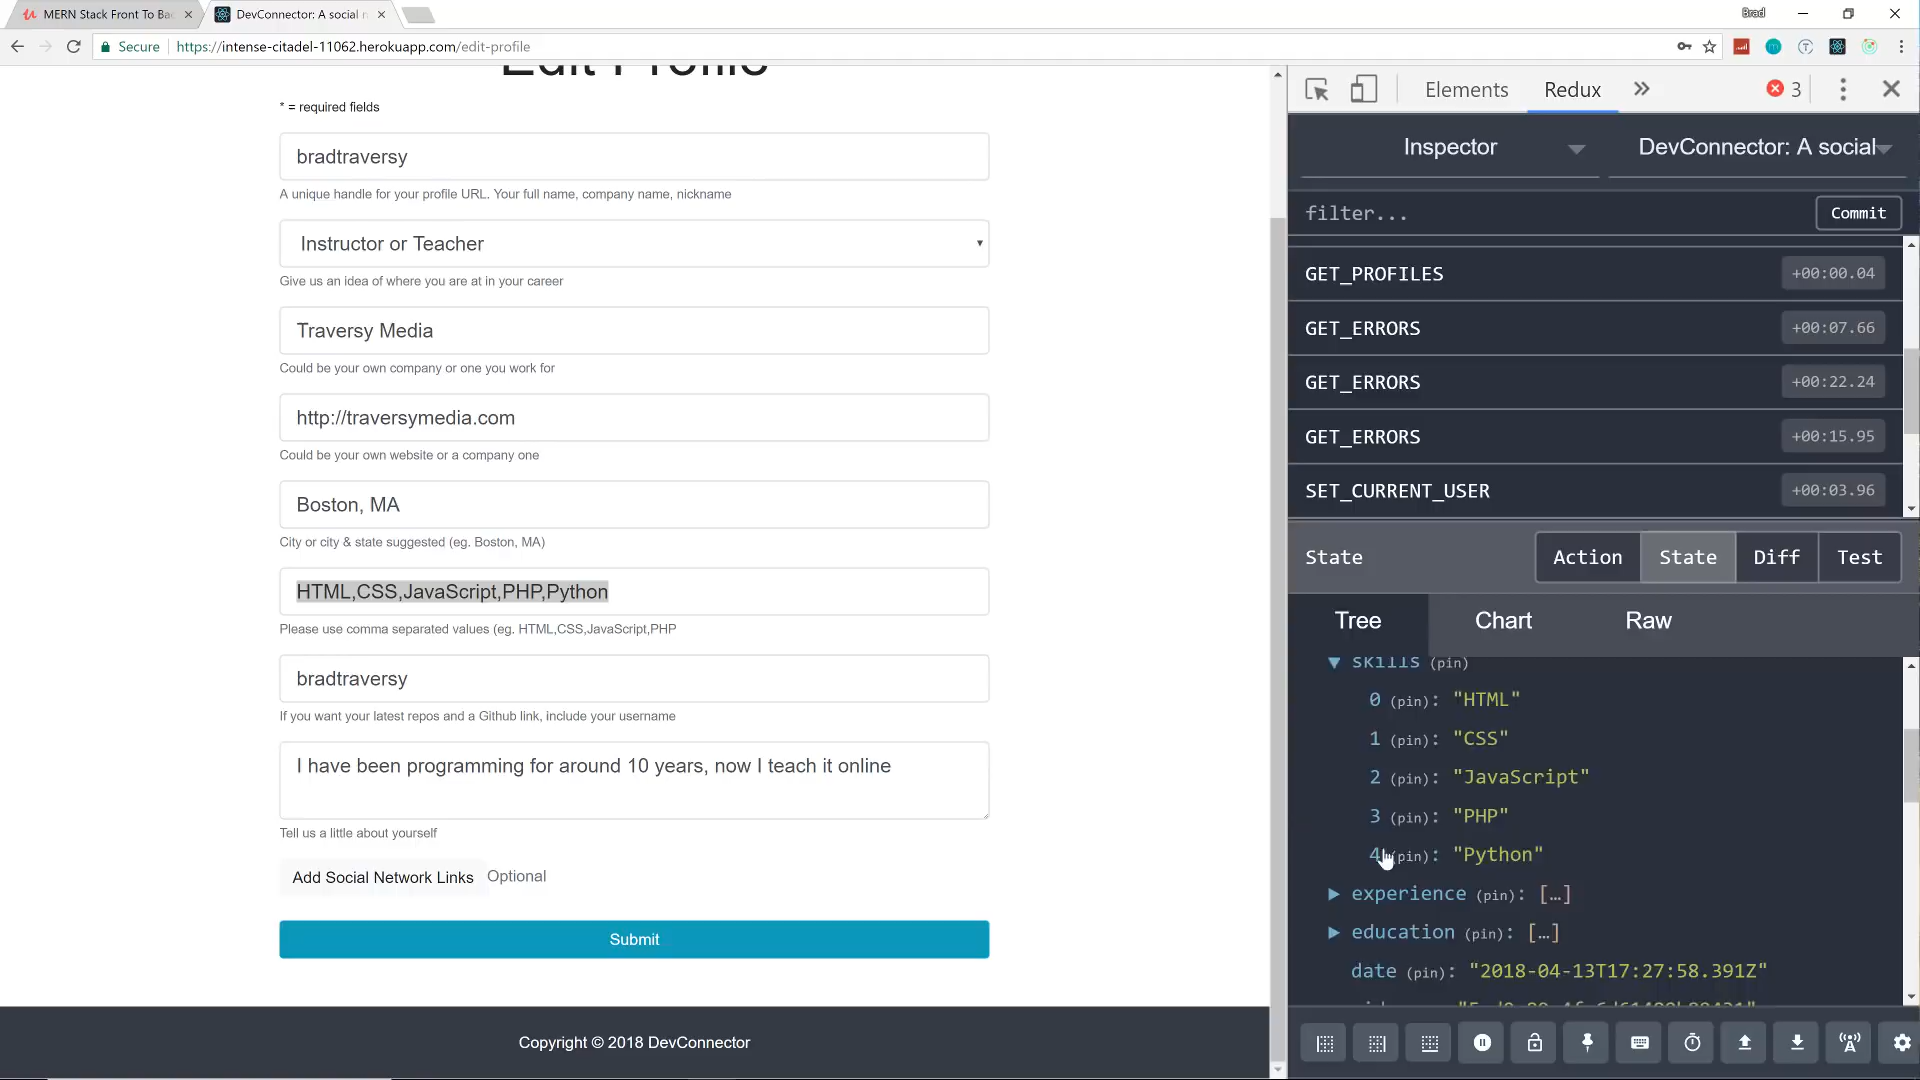 MERN Stack Front To Ba
DevConnector: A social n
Brad
Secure
https://intense-citadel-11062.herokuapp.com/edit-profile
Edit Profile
* = required fields
bradtraversy
A unique handle for your profile URL. Your full name, company name, nickname
Instructor or Teacher
Give us an idea of where you are at in your career
Traversy Media
Could be your own company or one you work for
http://traversymedia.com
Could be your own website or a company one
Boston, MA
City or city & state suggested (eg. Boston, MA)
HTML,CSS,JavaScript,PHP,Python
Please use comma separated values (eg. HTML,CSS,JavaScript,PHP
bradtraversy
If you want your latest repos and a Github link, include your username
I have been programming for around 10 years, now I teach it online
Tell us a little about yourself
Add Social Network Links Optional
Submit
Copyright © 2018 DevConnector
Elements Redux 3
Inspector DevConnector: A social
filter... Commit
GET_PROFILES +00:00.04
GET_ERRORS +00:07.66
GET_ERRORS +00:22.24
GET_ERRORS +00:15.95
SET_CURRENT_USER +00:03.96
State Action State Diff Test
Tree Chart Raw
skills (pin)
0 (pin): "HTML"
1 (pin): "CSS"
2 (pin): "JavaScript"
3 (pin): "PHP"
4 (pin): "Python"
experience (pin): […]
education (pin): […]
date (pin): "2018-04-13T17:27:58.391Z"